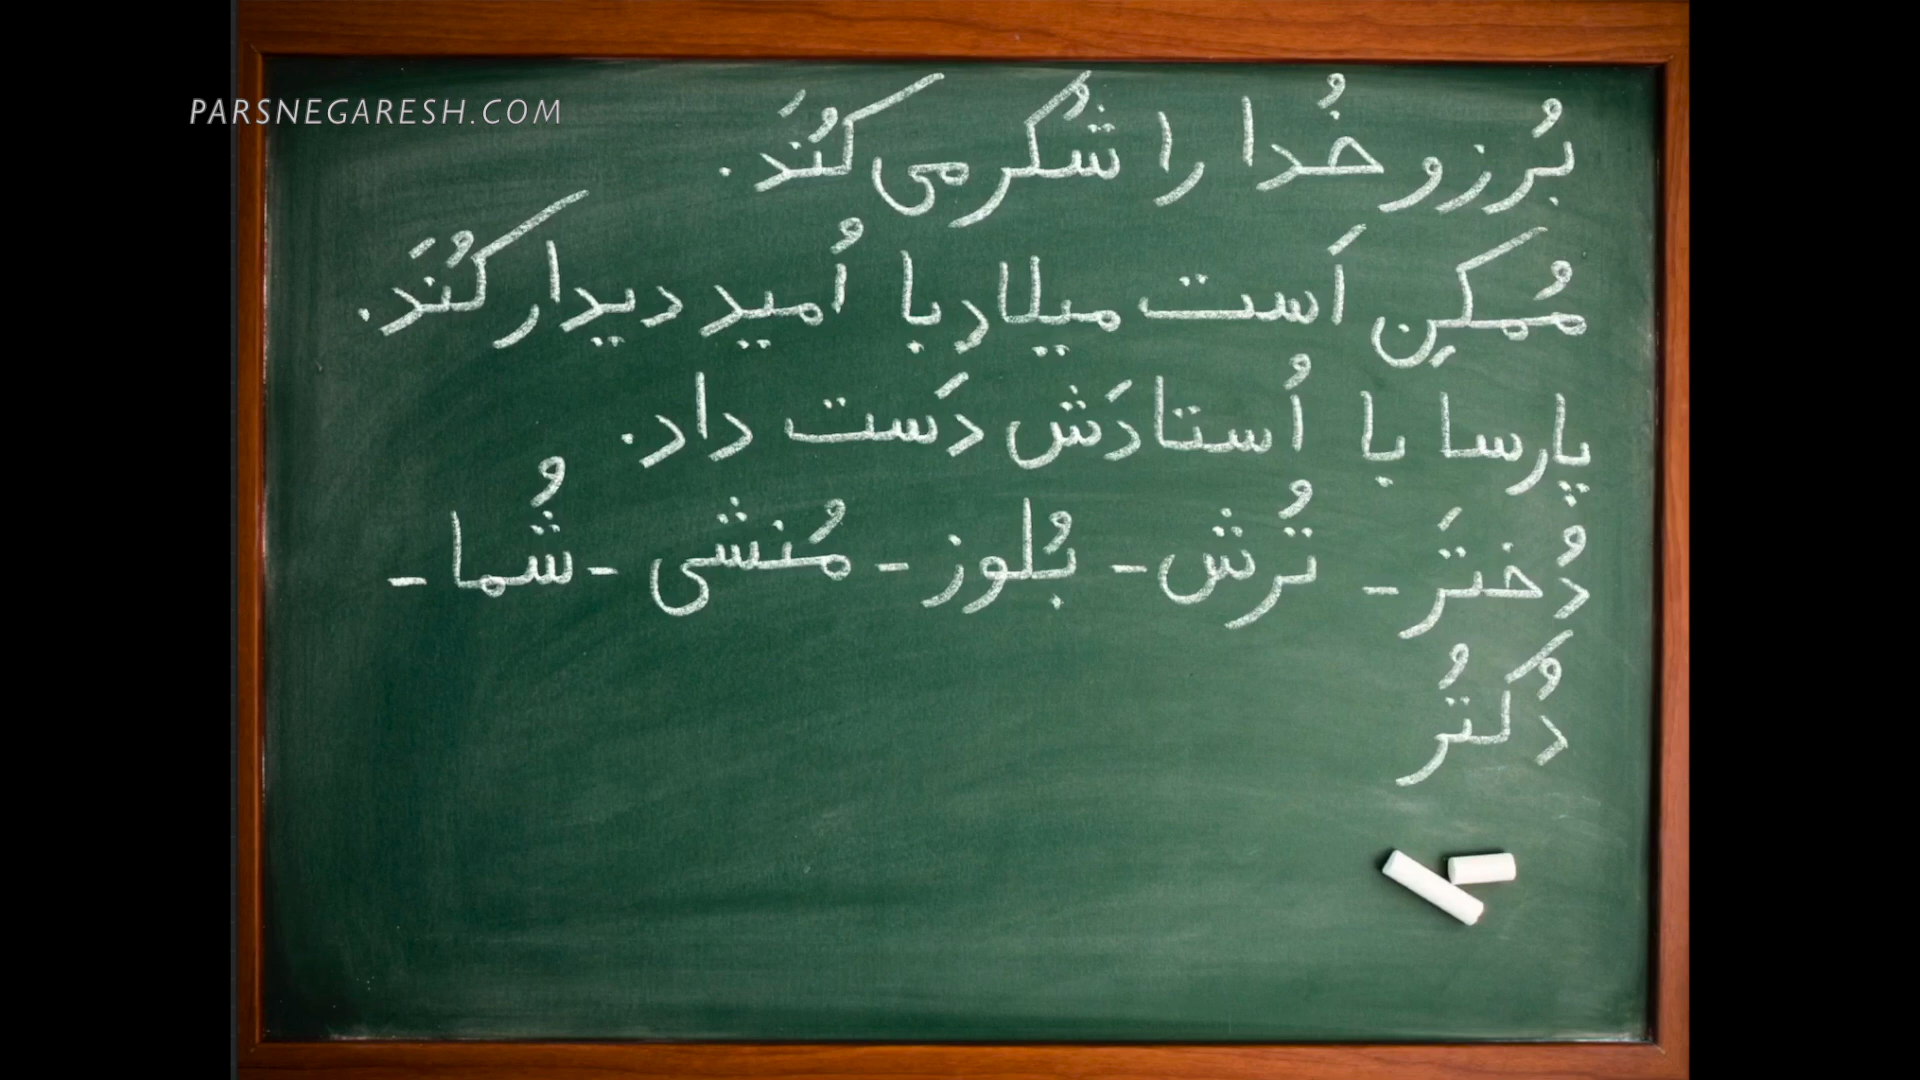 PARSNEGARESH.COM
بُرزو خُدا را شُکر می‌کُنَد.
مُمکِن اَست میلاد با اُمید دیدار کُنَد.
پارسا با اُستادَش دَست داد.
دُختَر - تُرش - بُلوز - مُنشی - شُما -
دُکتُر